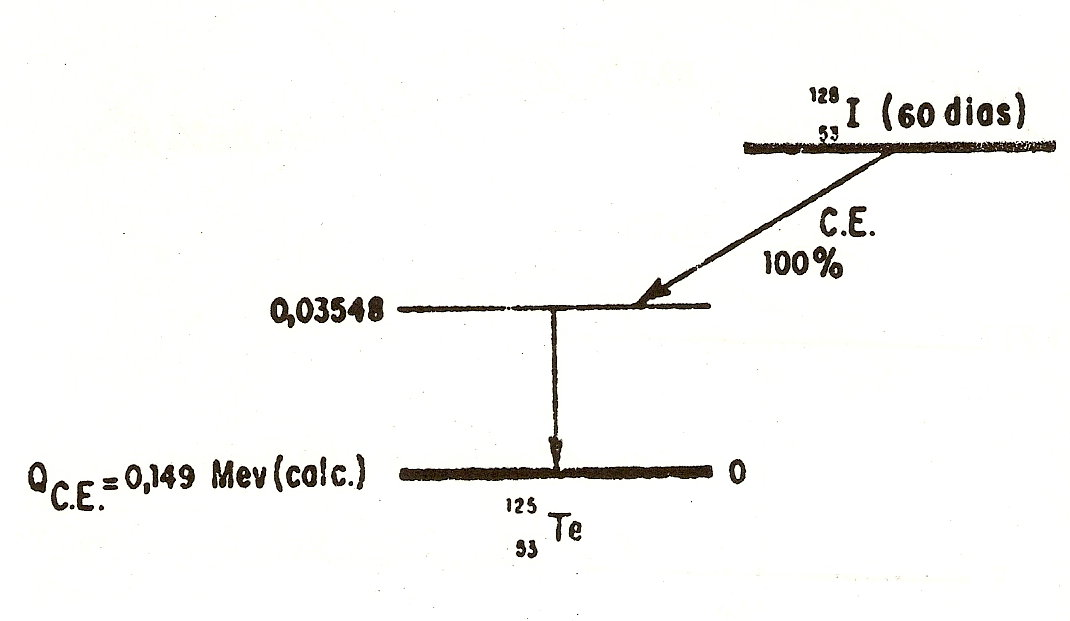 128
53 I (60 dias)
C.E.
100%
0,03548
Q C.E. = 0,149 Mev (calc.)
0
125
53 Te